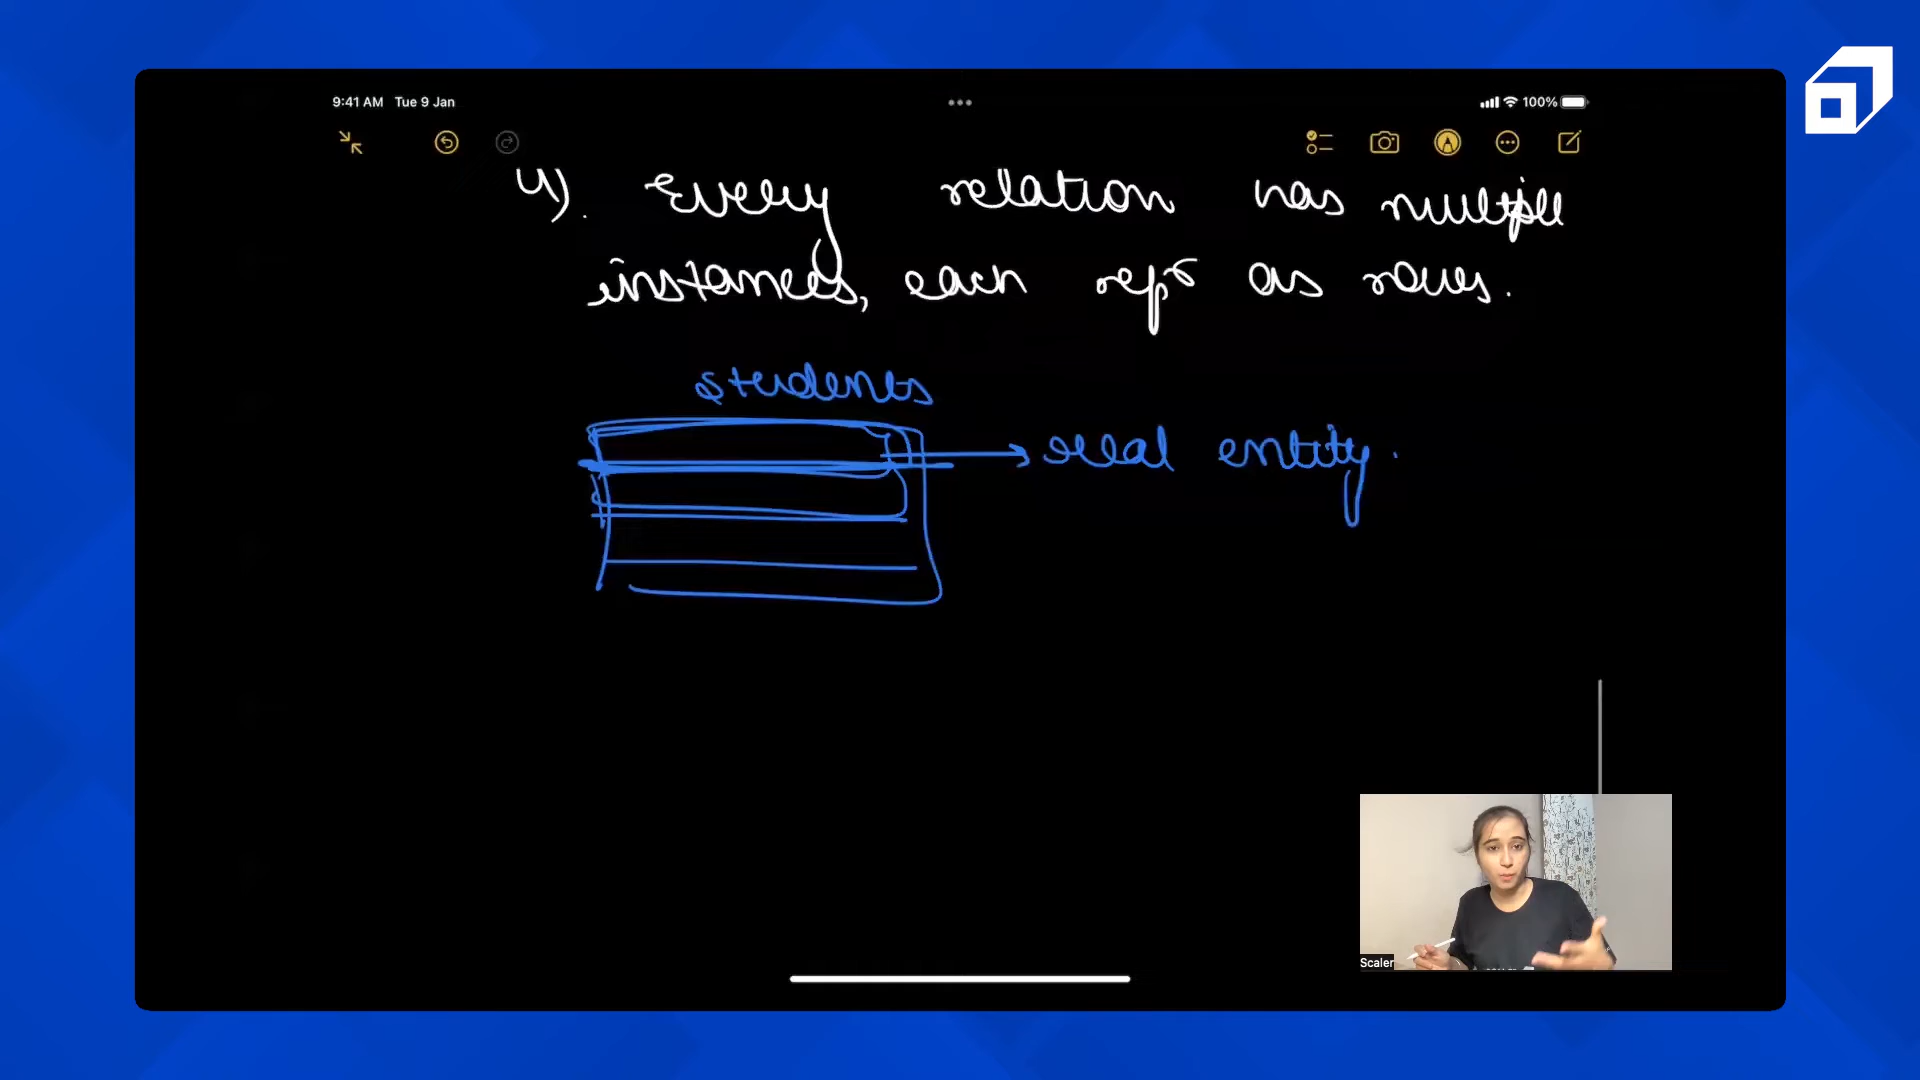 9:41 AM Tue 9 Jan
100%
4). Every relation has multiple
instances, each repr as rows.
students
real entity.
Scaler